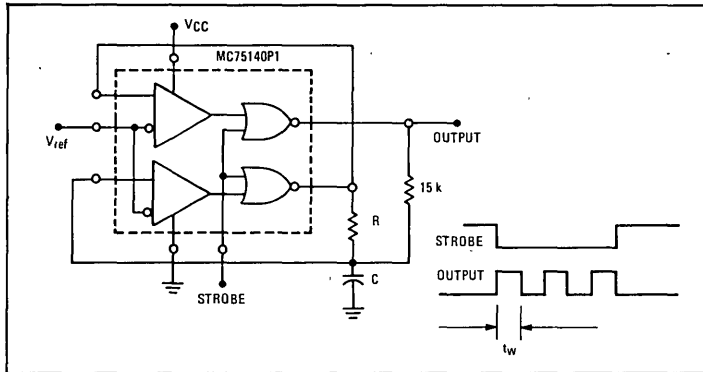 VCC
MC75140P1
Vref
OUTPUT
15 k
R
C
STROBE
STROBE
OUTPUT
tw